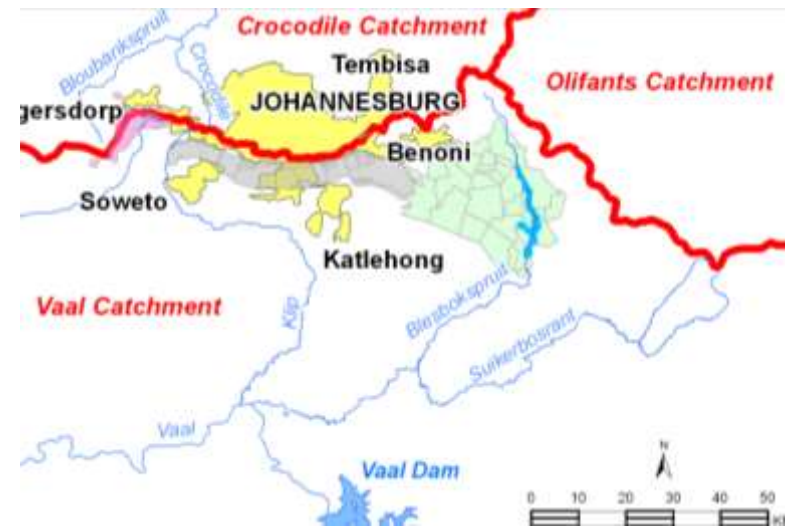 Crocodile Catchment
Bloubankspruit
Crocodile
Tembisa
Olifants Catchment
gersdorp
JOHANNESBURG
Benoni
Soweto
Katlehong
Vaal Catchment
Klip
Blesbokspruit
Suikerbosrant
Vaal
Vaal Dam
N
0 10 20 30 40 50